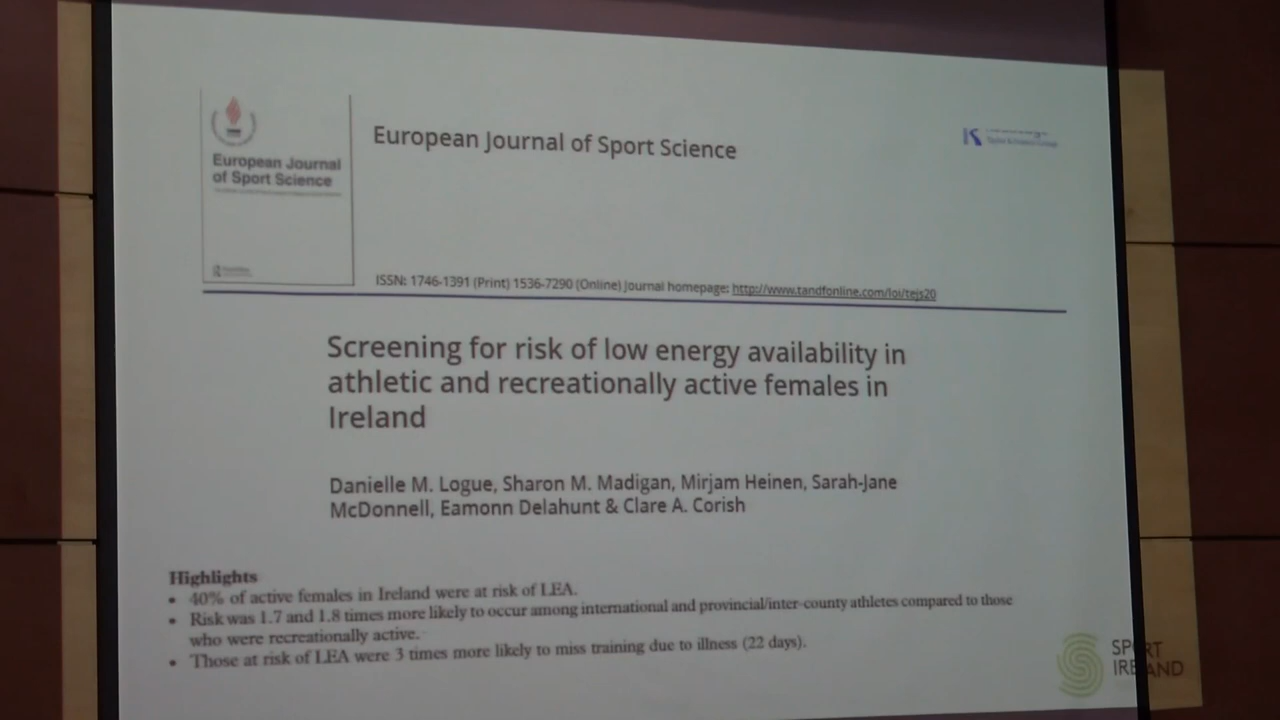 European Journal
of Sport Science
European Journal of Sport Science
ISSN: 1746-1391 (Print) 1536-7290 (Online) Journal homepage: http://www.tandfonline.com/loi/tejs20
Screening for risk of low energy availability in
athletic and recreationally active females in
Ireland
Danielle M. Logue, Sharon M. Madigan, Mirjam Heinen, Sarah-Jane
McDonnell, Eamonn Delahunt & Clare A. Corish
Highlights
• 40% of active females in Ireland were at risk of LEA.
• Risk was 1.7 and 1.8 times more likely to occur among international and provincial/inter-county athletes compared to those
who were recreationally active.
• Those at risk of LEA were 3 times more likely to miss training due to illness (22 days).
SPORT
IRELAND